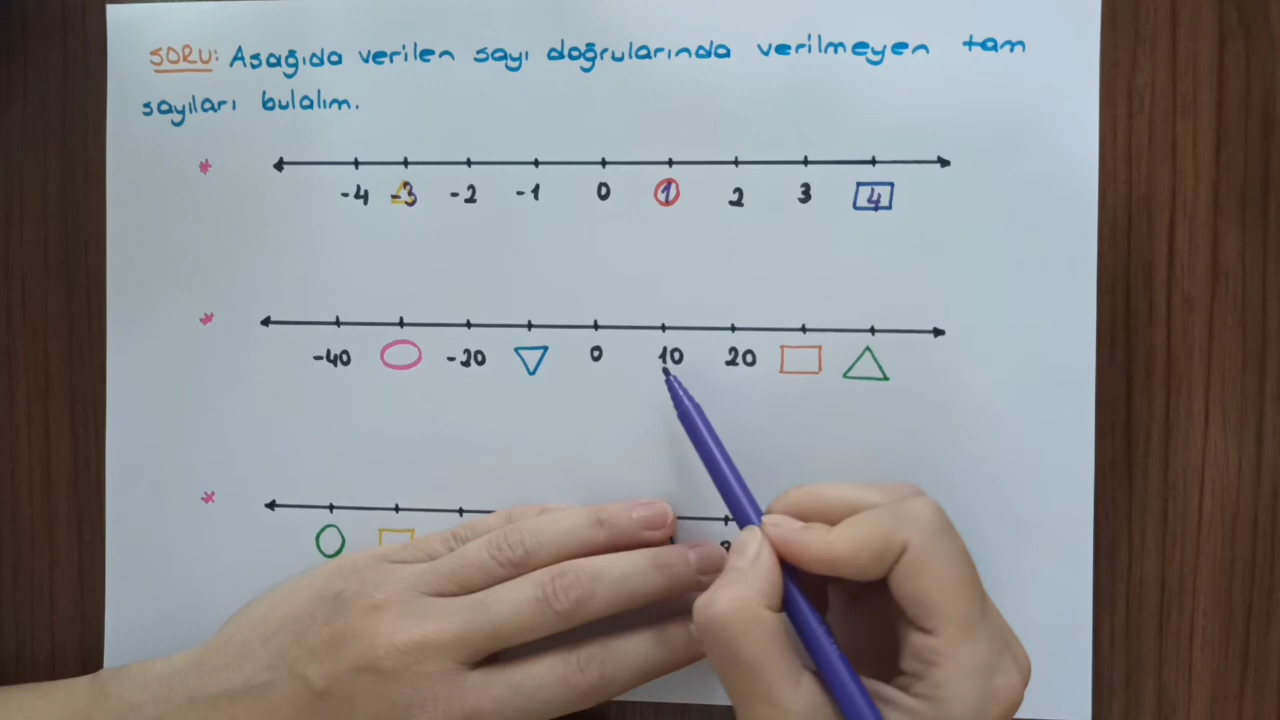 SORU: Aşağıda verilen sayı doğrularında verilmeyen tam
sayıları bulalım.
* -4 -3 -2 -1 0 1 2 3 4
* -40 -20 0 10 20
*